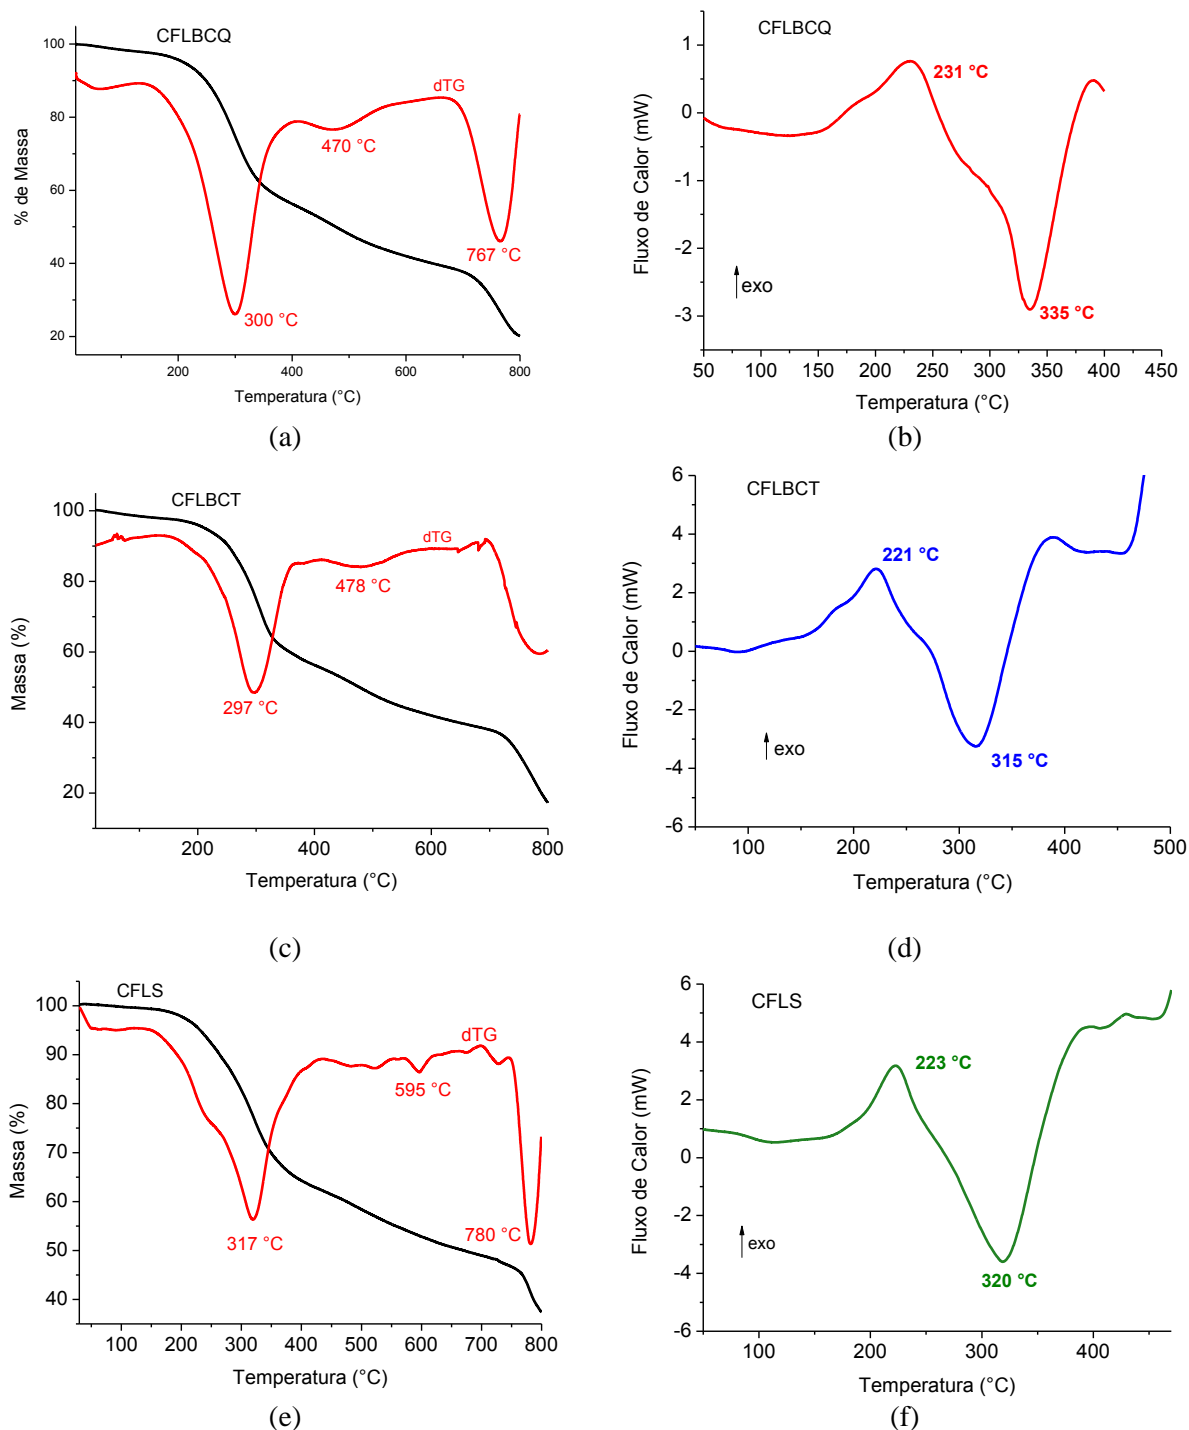 CFLBCQ
dTG
470 °C
767 °C
300 °C
% de Massa
100
80
60
40
20
200
400
600
800
Temperatura (°C)
(a)
CFLBCQ
231 °C
335 °C
exo
Fluxo de Calor (mW)
1
0
-1
-2
-3
50
100
150
200
250
300
350
400
450
Temperatura (°C)
(b)
CFLBCT
dTG
478 °C
297 °C
Massa (%)
100
80
60
40
20
200
400
600
800
Temperatura (°C)
(c)
CFLBCT
221 °C
315 °C
exo
Fluxo de Calor (mW)
6
4
2
0
-2
-4
-6
100
200
300
400
500
Temperatura (°C)
(d)
CFLS
dTG
595 °C
317 °C
780 °C
Massa (%)
100
90
80
70
60
50
40
100
200
300
400
500
600
700
800
Temperatura (°C)
(e)
CFLS
223 °C
320 °C
exo
Fluxo de Calor (mW)
6
4
2
0
-2
-4
-6
100
200
300
400
Temperatura (°C)
(f)